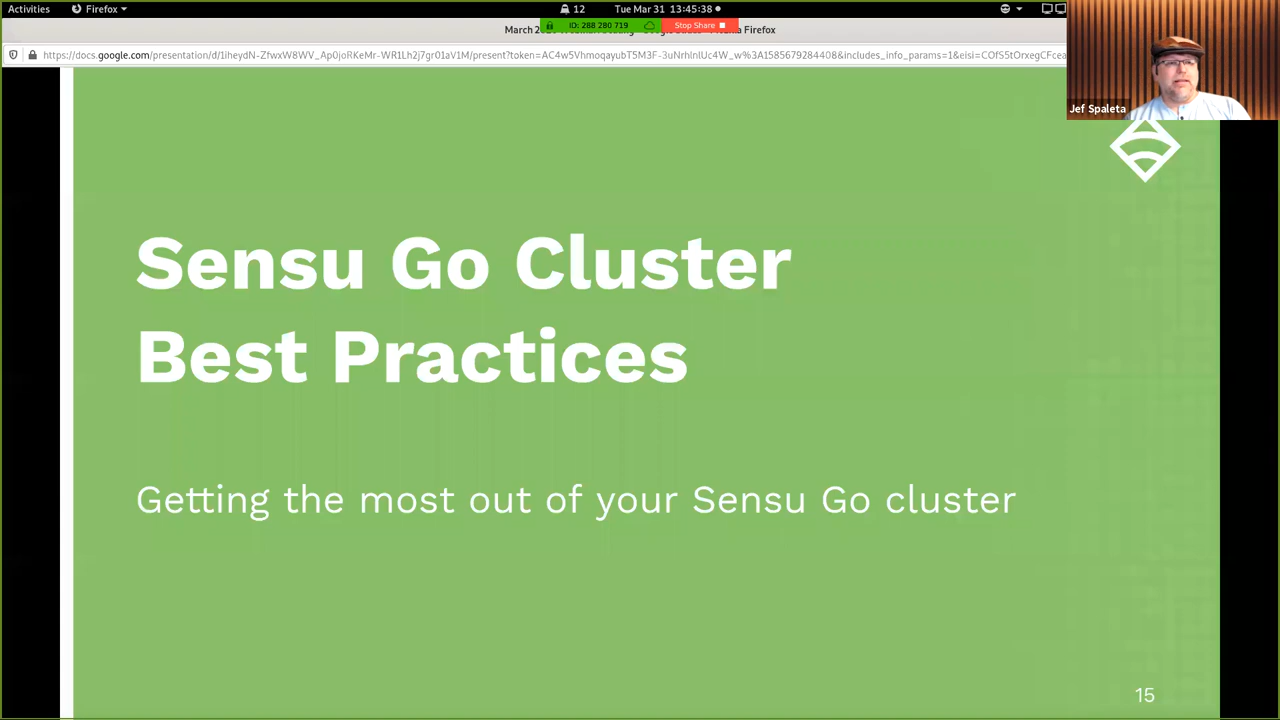 Activities
Firefox
12
Tue Mar 31 13:45:38
ID: 288 280 719
Stop Share
Firefox
https://docs.google.com/presentation/d/1iheydN-ZfwxW8WV_Ap0joRKeMr-WR1Lh2j7gr01aV1M/present?token=AC4w5VhmoqayubT5M3F-3uNrhlnIUc4W_w%3A1585679284408&includes_info_params=1&eisi=COfS5tOrxegCFcea
Jef Spaleta
Sensu Go Cluster
Best Practices
Getting the most out of your Sensu Go cluster
15